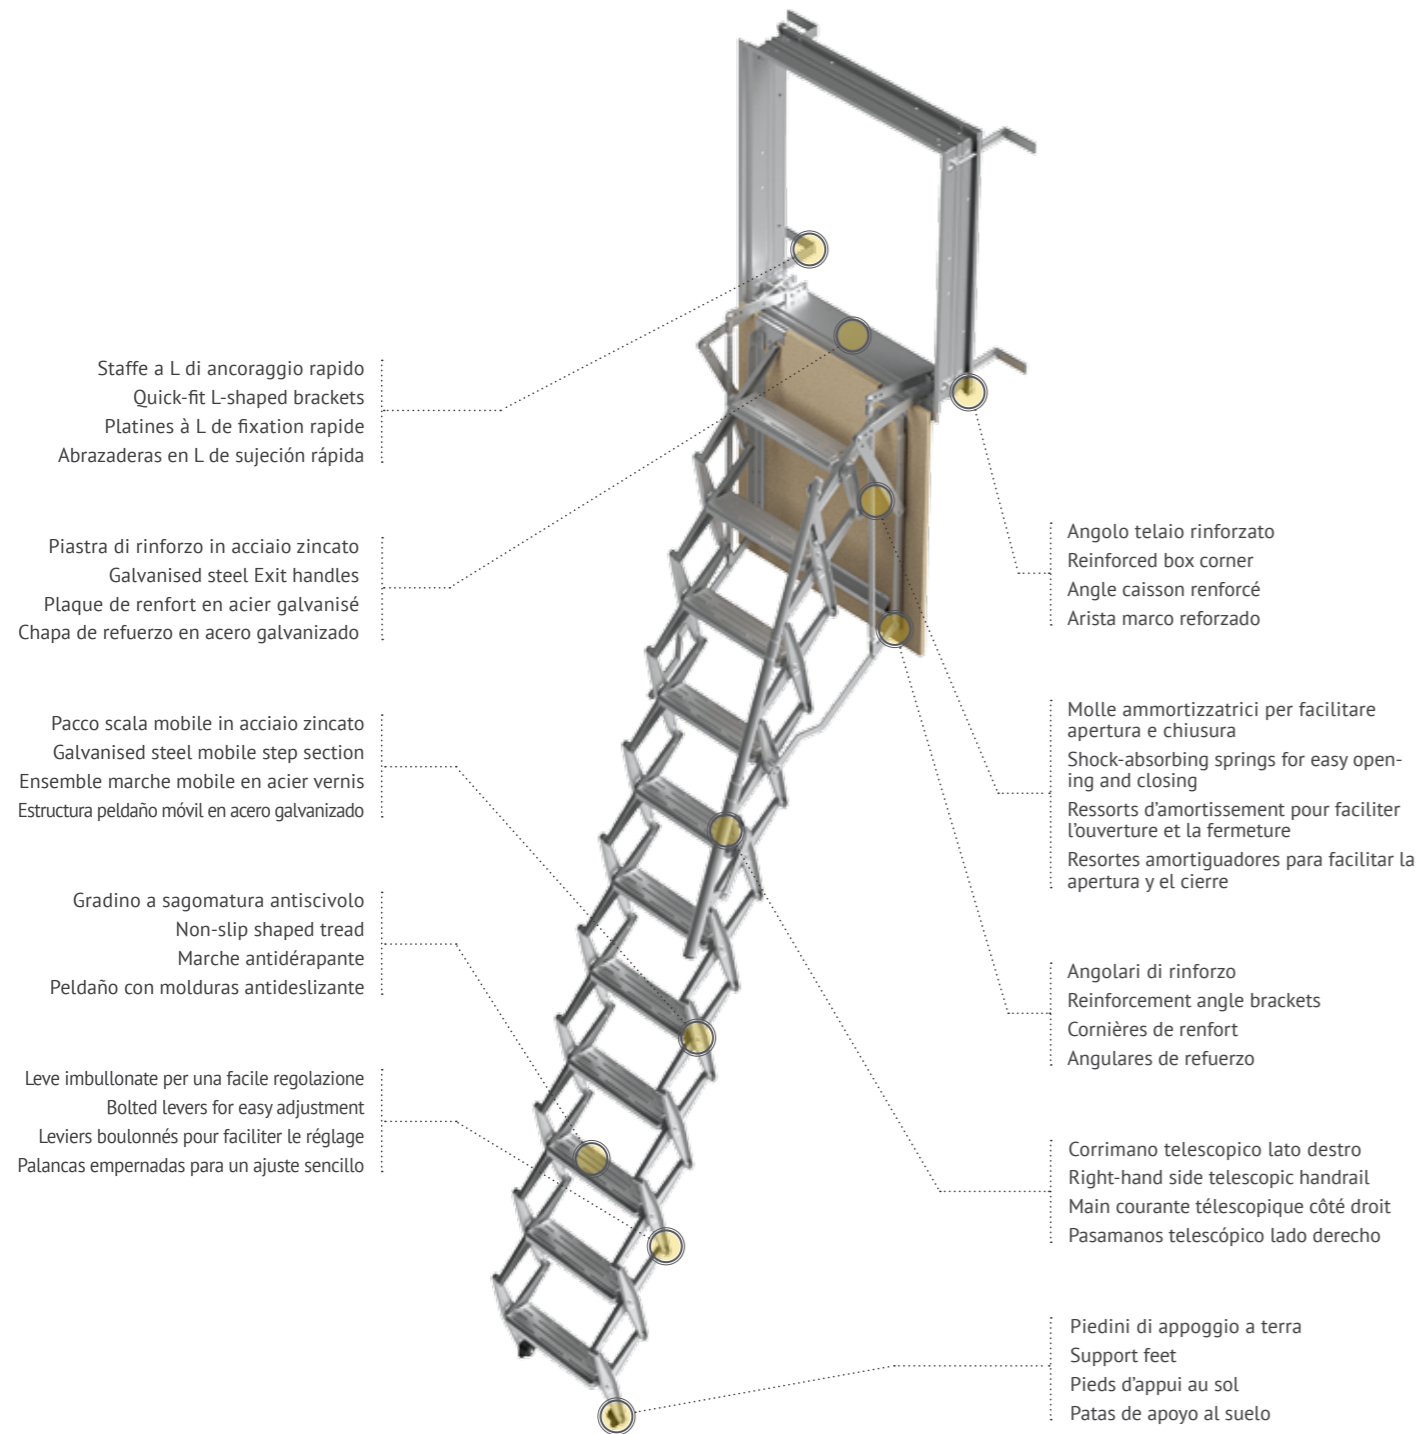 Staffe a L di ancoraggio rapido
Quick-fit L-shaped brackets
Platines à L de fixation rapide
Abrazaderas en L de sujeción rápida
Piastra di rinforzo in acciaio zincato
Galvanised steel Exit handles
Plaque de renfort en acier galvanisé
Chapa de refuerzo en acero galvanizado
Pacco scala mobile in acciaio zincato
Galvanised steel mobile step section
Ensemble marche mobile en acier vernis
Estructura peldaño móvil en acero galvanizado
Gradino a sagomatura antiscivolo
Non-slip shaped tread
Marche antidérapante
Peldaño con molduras antideslizante
Leve imbullonate per una facile regolazione
Bolted levers for easy adjustment
Leviers boulonnés pour faciliter le réglage
Palancas empernadas para un ajuste sencillo
Angolo telaio rinforzato
Reinforced box corner
Angle caisson renforcé
Arista marco reforzado
Molle ammortizzatrici per facilitare
apertura e chiusura
Shock-absorbing springs for easy open-
ing and closing
Ressorts d’amortissement pour faciliter
l’ouverture et la fermeture
Resortes amortiguadores para facilitar la
apertura y el cierre
Angolari di rinforzo
Reinforcement angle brackets
Cornières de renfort
Angulares de refuerzo
Corrimano telescopico lato destro
Right-hand side telescopic handrail
Main courante télescopique côté droit
Pasamanos telescópico lado derecho
Piedini di appoggio a terra
Support feet
Pieds d’appui au sol
Patas de apoyo al suelo